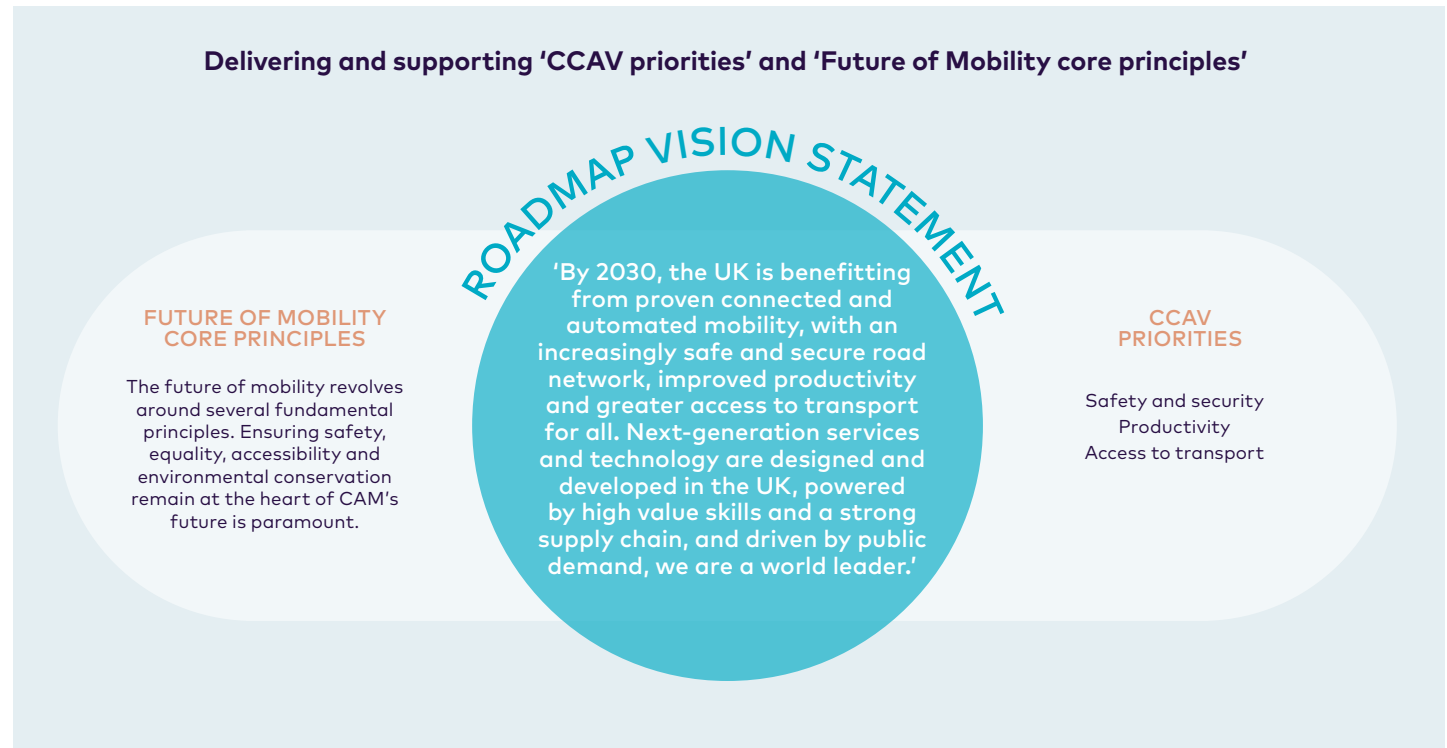 Delivering and supporting ‘CCAV priorities’ and ‘Future of Mobility core principles’
ROADMAP VISION STATEMENT
FUTURE OF MOBILITY
CORE PRINCIPLES
The future of mobility revolves
around several fundamental
principles. Ensuring safety,
equality, accessibility and
environmental conservation
remain at the heart of CAM’s
future is paramount.
‘By 2030, the UK is benefitting
from proven connected and
automated mobility, with an
increasingly safe and secure road
network, improved productivity
and greater access to transport
for all. Next-generation services
and technology are designed and
developed in the UK, powered
by high value skills and a strong
supply chain, and driven by public
demand, we are a world leader.’
CCAV
PRIORITIES
Safety and security
Productivity
Access to transport